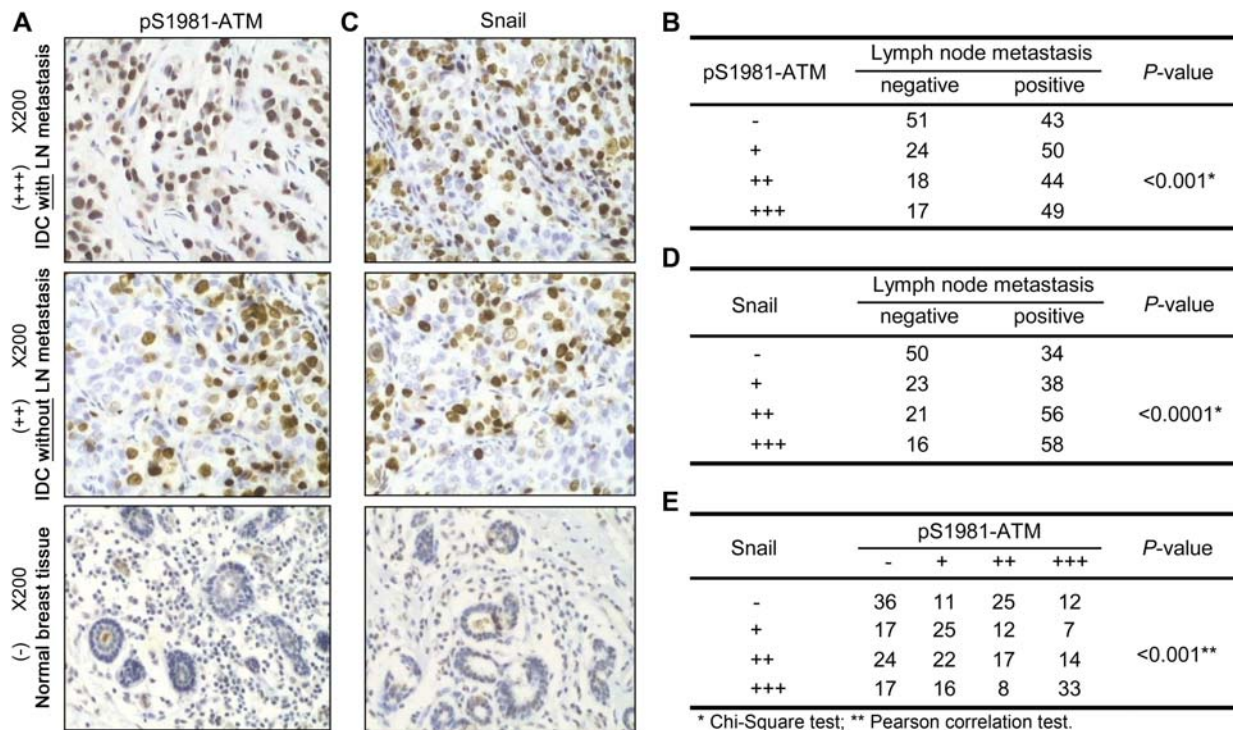 A
pS1981-ATM
C
Snail
X200
(+++)
IDC with LN metastasis
X200
(++)
IDC without LN metastasis
X200
(-)
Normal breast tissue
B
pS1981-ATM Lymph node metastasis P-value
negative positive
- 51 43
+ 24 50
++ 18 44 <0.001*
+++ 17 49
D
Snail Lymph node metastasis P-value
negative positive
- 50 34
+ 23 38
++ 21 56 <0.0001*
+++ 16 58
E
Snail pS1981-ATM P-value
- + ++ +++
- 36 11 25 12
+ 17 25 12 7
++ 24 22 17 14 <0.001**
+++ 17 16 8 33
* Chi-Square test; ** Pearson correlation test.